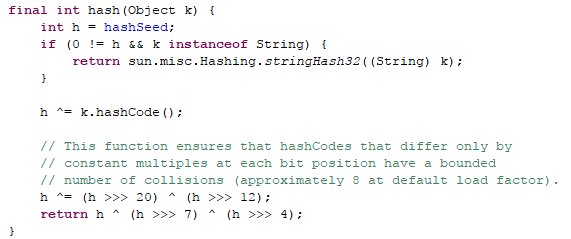 final int hash(Object k) {
    int h = hashSeed;
    if (0 != h && k instanceof String) {
        return sun.misc.Hashing.stringHash32((String) k);
    }

    h ^= k.hashCode();

    // This function ensures that hashCodes that differ only by
    // constant multiples at each bit position have a bounded
    // number of collisions (approximately 8 at default load factor).
    h ^= (h >>> 20) ^ (h >>> 12);
    return h ^ (h >>> 7) ^ (h >>> 4);
}